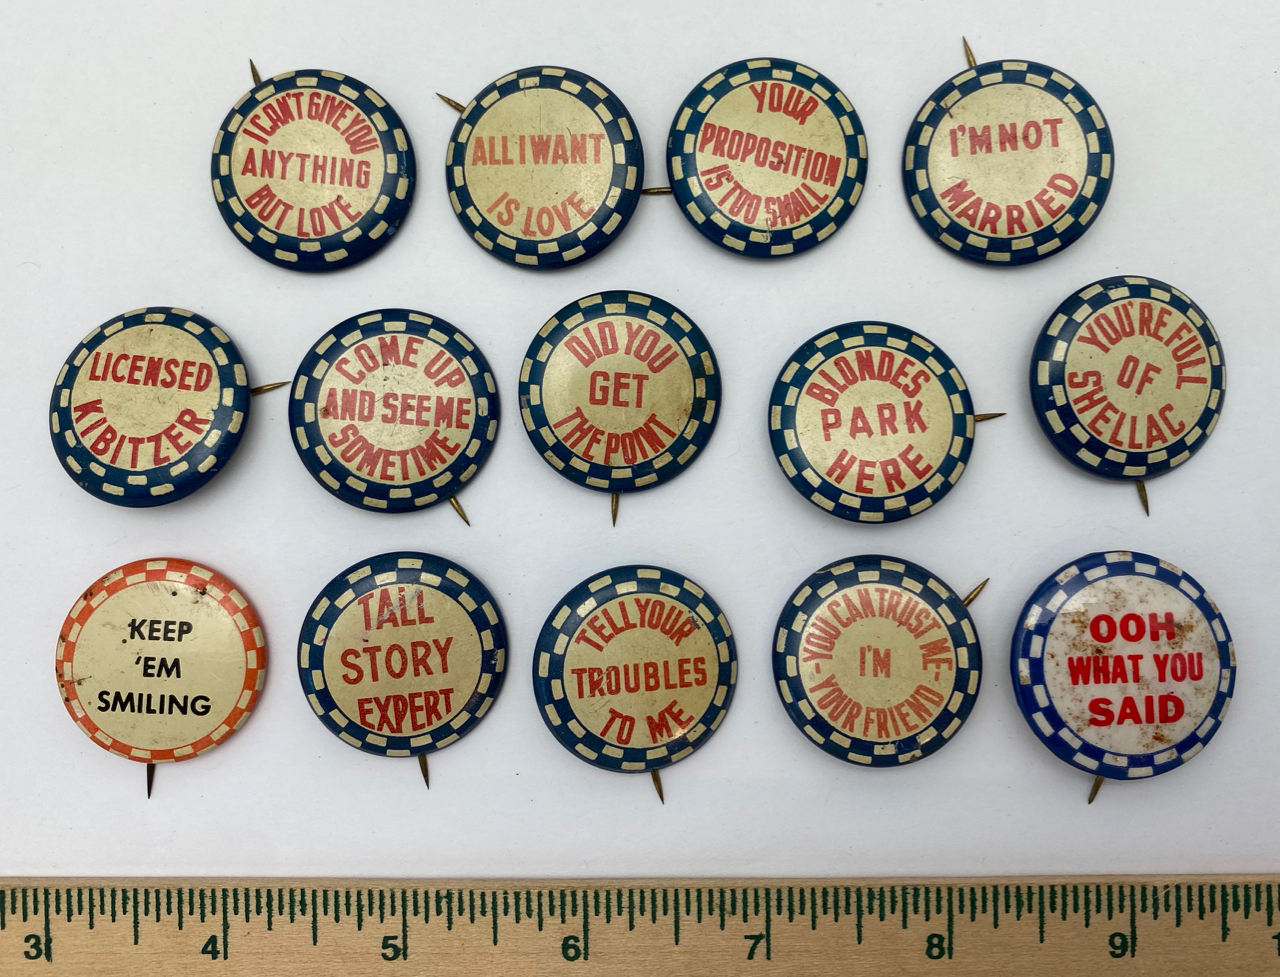 I CAN'T GIVE YOU
ANYTHING
BUT LOVE
ALL I WANT
IS LOVE
YOUR
PROPOSITION
IS TOO SMALL
I'M NOT
MARRIED
LICENSED
KIBITZER
COME UP
AND SEE ME
SOMETIME
DID YOU
GET
THE POINT
BLONDES
PARK
HERE
YOU'RE FULL
OF
SHELLAC
KEEP
'EM
SMILING
TALL
STORY
EXPERT
TELL YOUR
TROUBLES
TO ME
-YOU CAN TRUST ME-
I'M
YOUR FRIEND
OOH
WHAT YOU
SAID
3 4 5 6 7 8 9 1